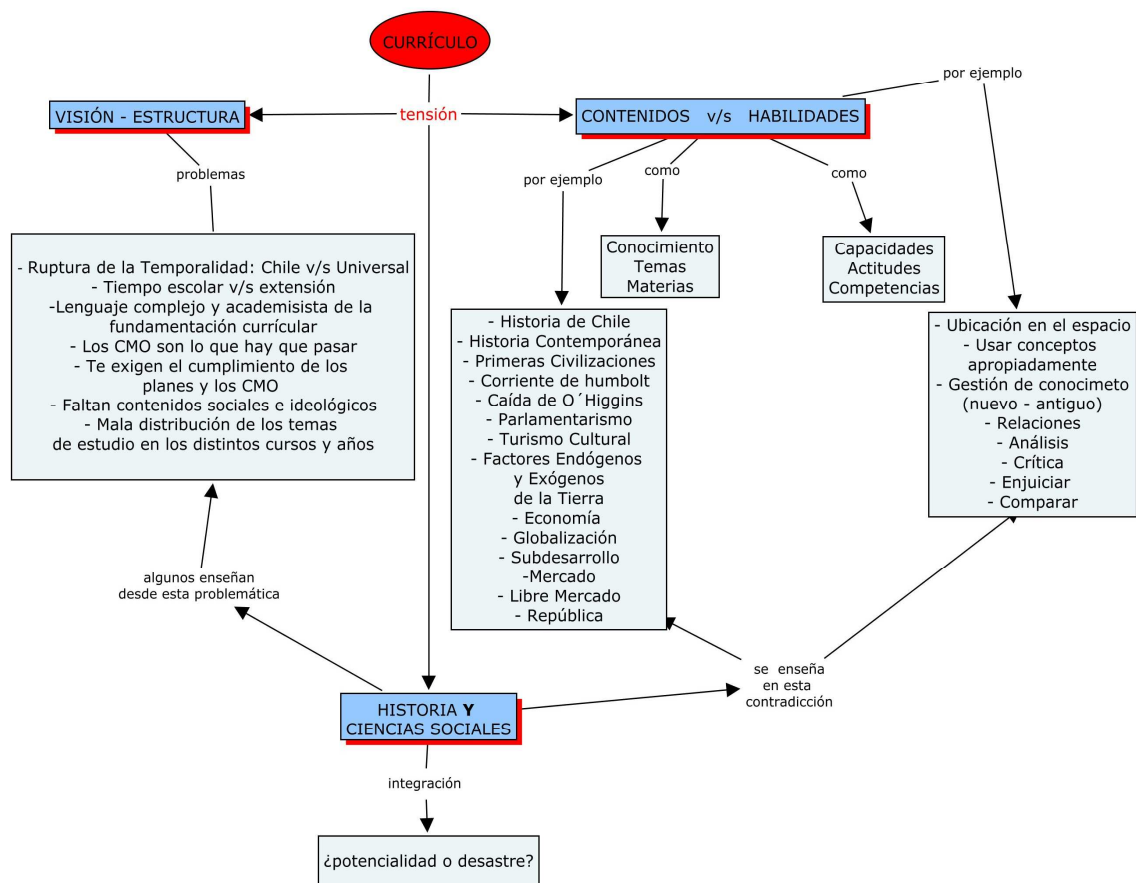 CURRÍCULO
por ejemplo
VISIÓN - ESTRUCTURA
tensión
CONTENIDOS v/s HABILIDADES
problemas
por ejemplo
como
como
- Ruptura de la Temporalidad: Chile v/s Universal
- Tiempo escolar v/s extensión
-Lenguaje complejo y academisista de la
fundamentación currícular
- Los CMO son lo que hay que pasar
- Te exigen el cumplimiento de los
planes y los CMO
- Faltan contenidos sociales e ideológicos
- Mala distribución de los temas
de estudio en los distintos cursos y años
Conocimiento
Temas
Materias
Capacidades
Actitudes
Competencias
- Historia de Chile
- Historia Contemporánea
- Primeras Civilizaciones
- Corriente de humbolt
- Caída de O´Higgins
- Parlamentarismo
- Turismo Cultural
- Factores Endógenos
y Exógenos
de la Tierra
- Economía
- Globalización
- Subdesarrollo
-Mercado
- Libre Mercado
- República
- Ubicación en el espacio
- Usar conceptos
apropiadamente
- Gestión de conocimeto
(nuevo - antiguo)
- Relaciones
- Análisis
- Crítica
- Enjuiciar
- Comparar
algunos enseñan
desde esta problemática
se enseña
en esta
contradicción
HISTORIA Y
CIENCIAS SOCIALES
integración
¿potencialidad o desastre?